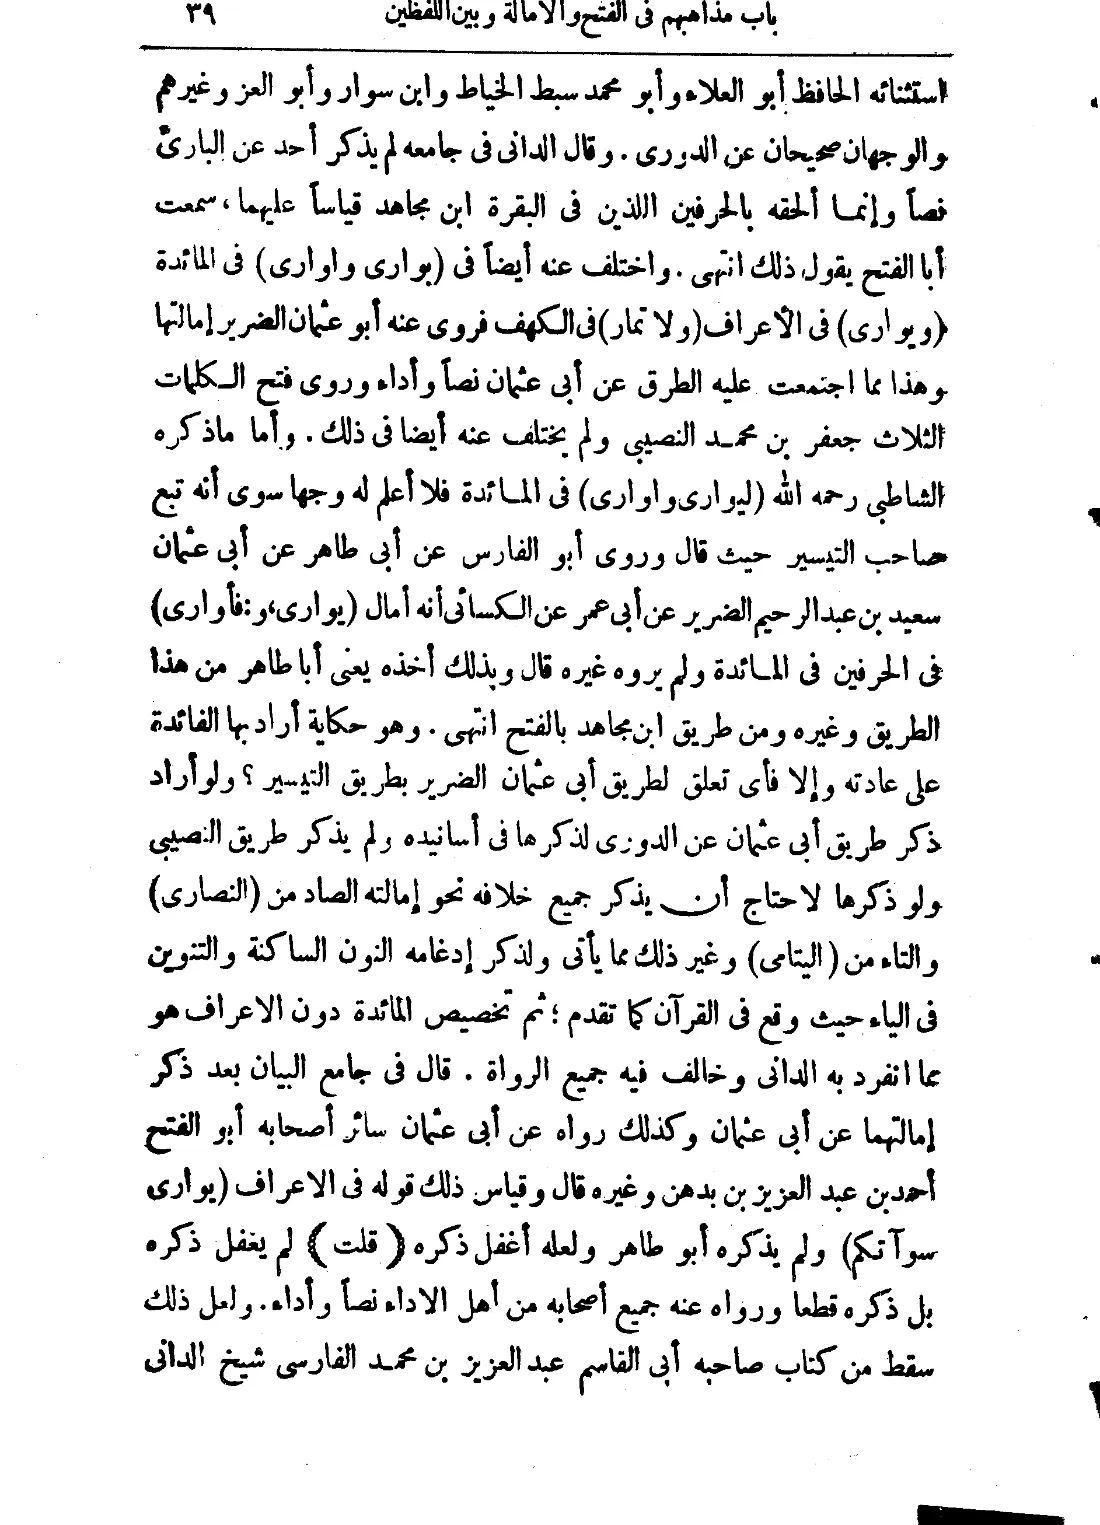 باب مذاهبهم فى الفتح والامالة وبين اللفظين ٣٩
استثنائه الحافظ أبو العلاء وأبو محمد سبط الخياط وابن سوار وأبو العز وغيرهم
والوجهان صحيحان عن الدورى . وقال الدانى فى جامعه لم يذكر أحد عن البارئ
نصاً وإنمـا ألحقه بالحرفين اللذين فى البقرة ابن مجاهد قياساً عليهما، سمعت
أبا الفتح يقول ذلك انتهى . واختلف عنه أيضاً فى (يوارى واوارى) فى المائدة
(ويوارى) فى الأعراف (ولا تمار) فى الكهف فروى عنه أبو عثمان الضرير إمالتها
وهذا مما اجتمعت عليه الطرق عن أبى عثمان نصاً وأداء وروى فتح الـكلمات
الثلاث جعفر بن محمـد النصيبى ولم يختلف عنه أيضا فى ذلك . وأما ماذكره
الشاطبى رحمه الله (ليوارى واوارى) فى المـائدة فلا أعلم له وجها سوى أنه تبع
صاحب التيسير حيث قال وروى أبو الفارس عن أبى طاهر عن أبى عثمان
سعيد بن عبد الرحيم الضرير عن أبى عمر عن الـكسائى أنه أمال (يوارى، و: فأوارى)
فى الحرفين فى المـائدة ولم يروه غيره قال وبذلك أخذه يعنى أبا طاهر من هذا
الطريق وغيره ومن طريق ابن مجاهد بالفتح انتهى . وهو حكاية أراد بها الفائدة
على عادته وإلا فأى تعلق لطريق أبى عثمان الضرير بطريق التيسير ؟ ولو أراد
ذكر طريق أبى عثمان عن الدورى لذكرها فى أسانيده ولم يذكر طريق النصيبى
ولو ذكرها لاحتاج أن يذكر جميع خلافه نحو إمالته الصاد من (النصارى)
والتاء من (اليتامى) وغير ذلك مما يأتى ولذكر إدغامه النون الساكنة والتنوين
فى الياء حيث وقع فى القرآن كما تقدم ؛ ثم تخصيص المائدة دون الاعراف هو
مما انفرد به الدانى وخالف فيه جميع الرواة . قال فى جامع البيان بعد ذكر
إمالتهما عن أبى عثمان وكذلك رواه عن أبى عثمان سائر أصحابه أبو الفتح
أحمد بن عبد العزيز بن بدهن وغيره قال وقياس ذلك قوله فى الاعراف (يوارى
سوآتكم) ولم يذكره أبو طاهر ولعله أغفل ذكره ( قلت ) لم يغفل ذكره
بل ذكره قطعا ورواه عنه جميع أصحابه من أهل الاداء نصاً وأداء . ولعل ذلك
سقط من كتاب صاحبه أبى القاسم عبد العزيز بن محمـد الفارسى شيخ الدانى